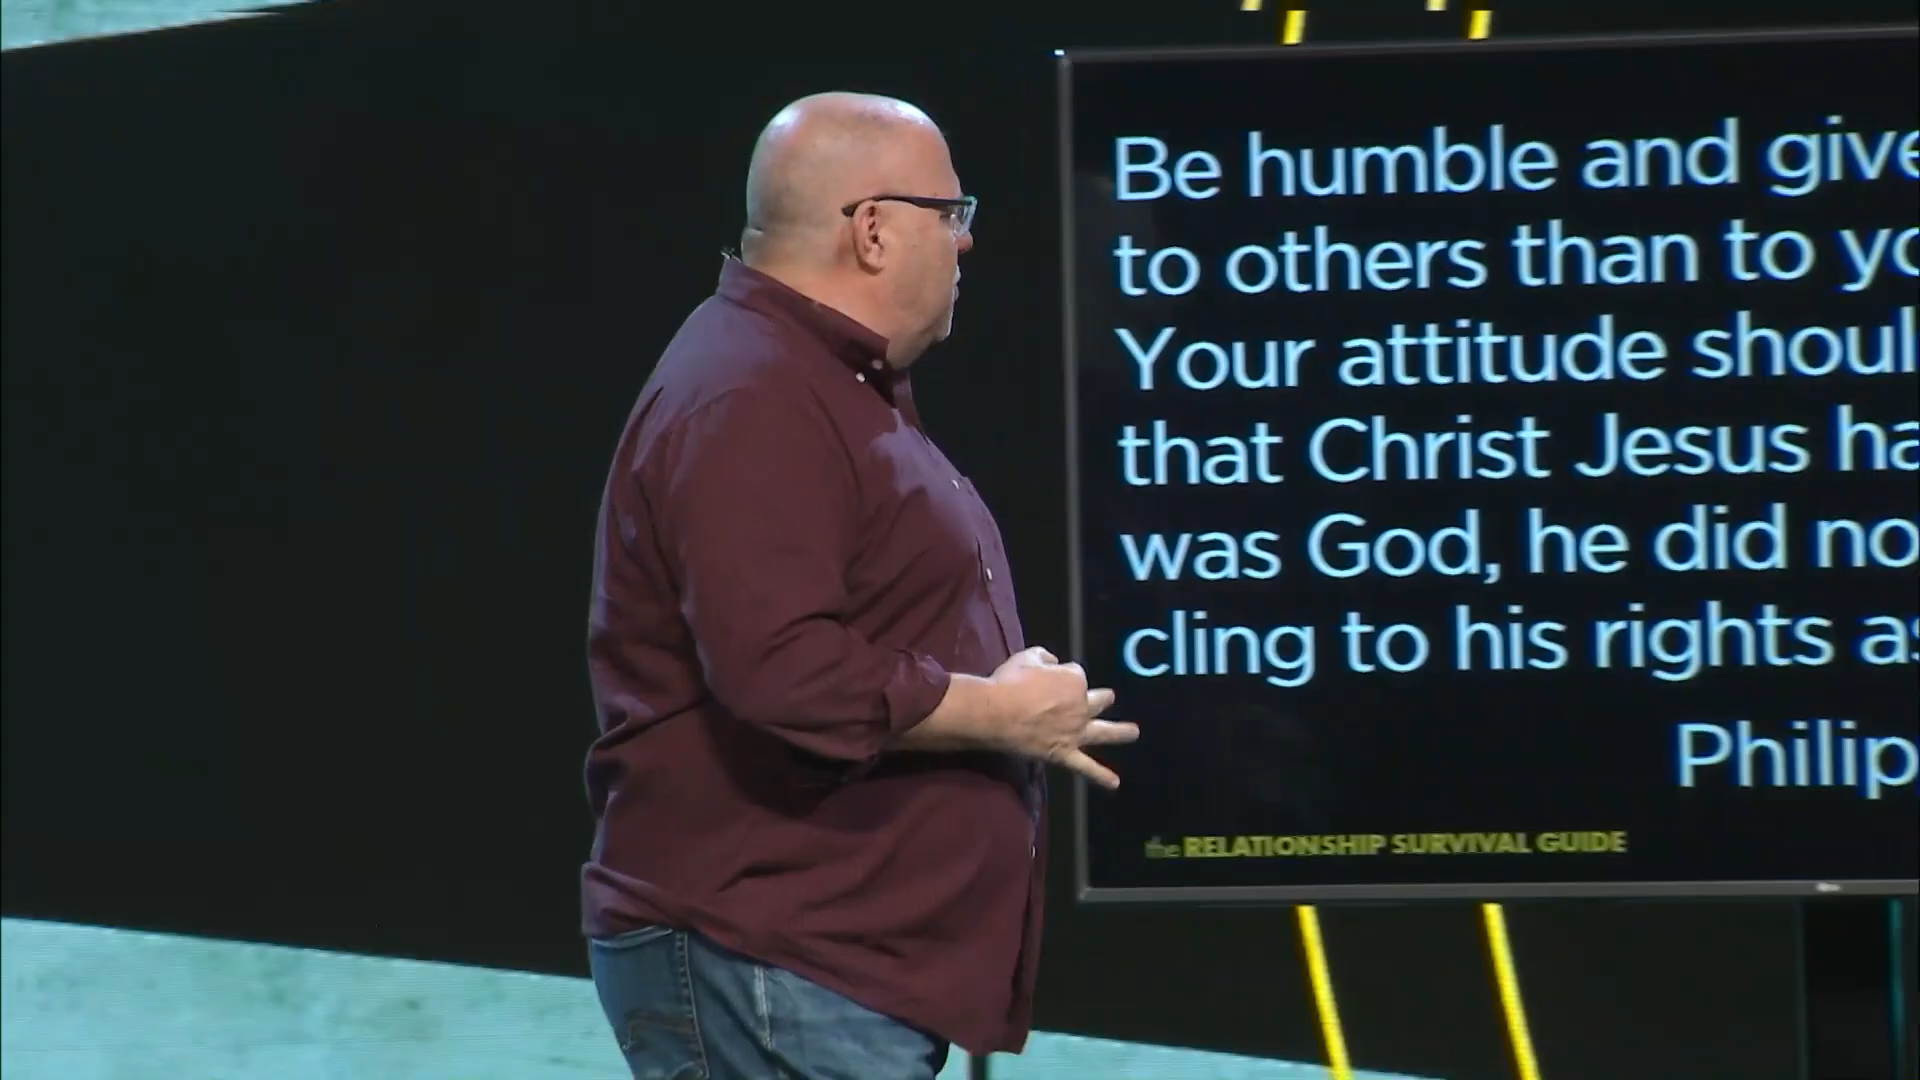 Be humble and give
to others than to yo
Your attitude shoul
that Christ Jesus ha
was God, he did no
cling to his rights as
Philip
the RELATIONSHIP SURVIVAL GUIDE